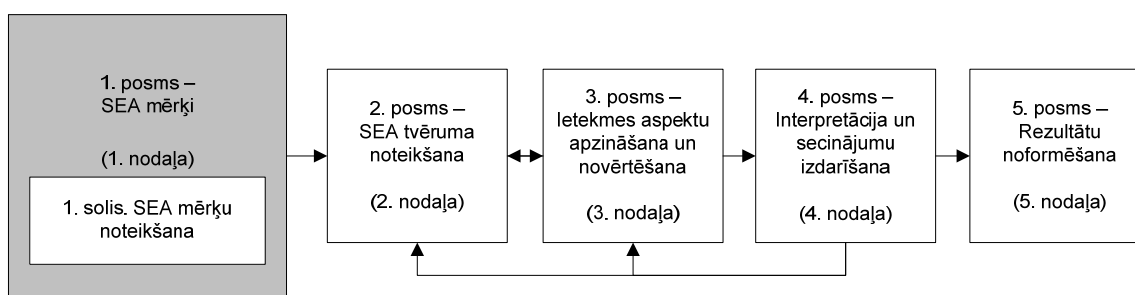 1. posms –
SEA mērķi
(1. nodaļa)
1. solis. SEA mērķu
noteikšana
2. posms –
SEA tvēruma
noteikšana
(2. nodaļa)
3. posms –
Ietekmes aspektu
apzināšana un
novērtēšana
(3. nodaļa)
4. posms –
Interpretācija un
secinājumu
izdarīšana
(4. nodaļa)
5. posms –
Rezultātu
noformēšana
(5. nodaļa)